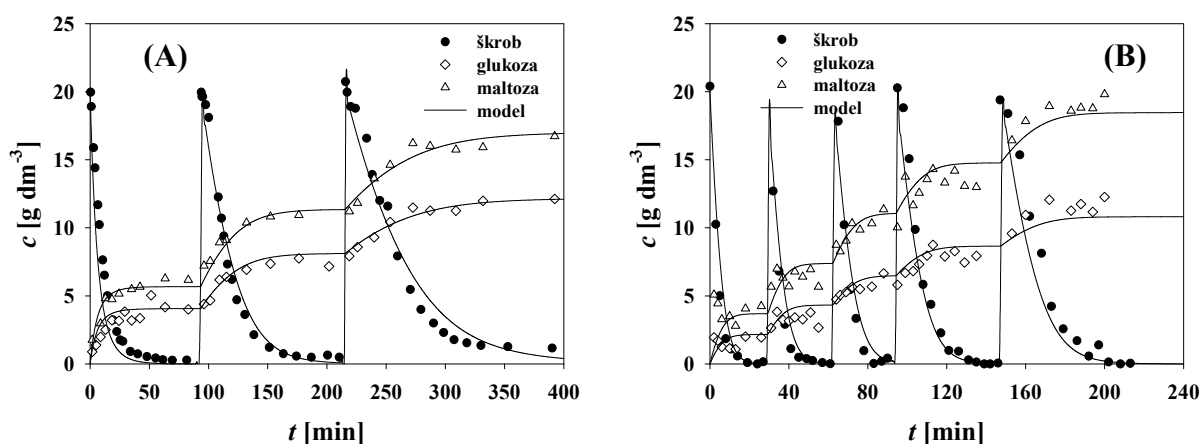 (A)
škrob
glukoza
maltoza
model
c [g dm⁻³]
25
20
15
10
5
0
0 50 100 150 200 250 300 350 400
t [min]
(B)
škrob
glukoza
maltoza
model
c [g dm⁻³]
25
20
15
10
5
0
0 40 80 120 160 200 240
t [min]